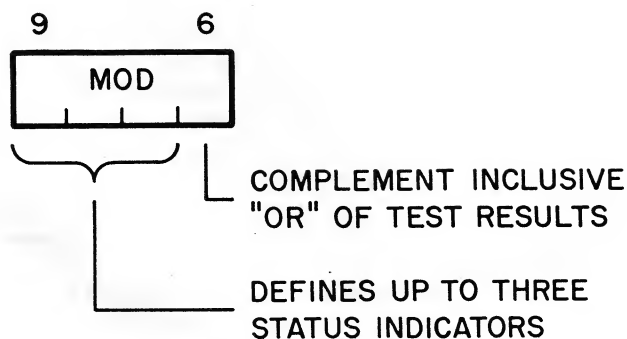 9 6
MOD
COMPLEMENT INCLUSIVE
"OR" OF TEST RESULTS
DEFINES UP TO THREE
STATUS INDICATORS